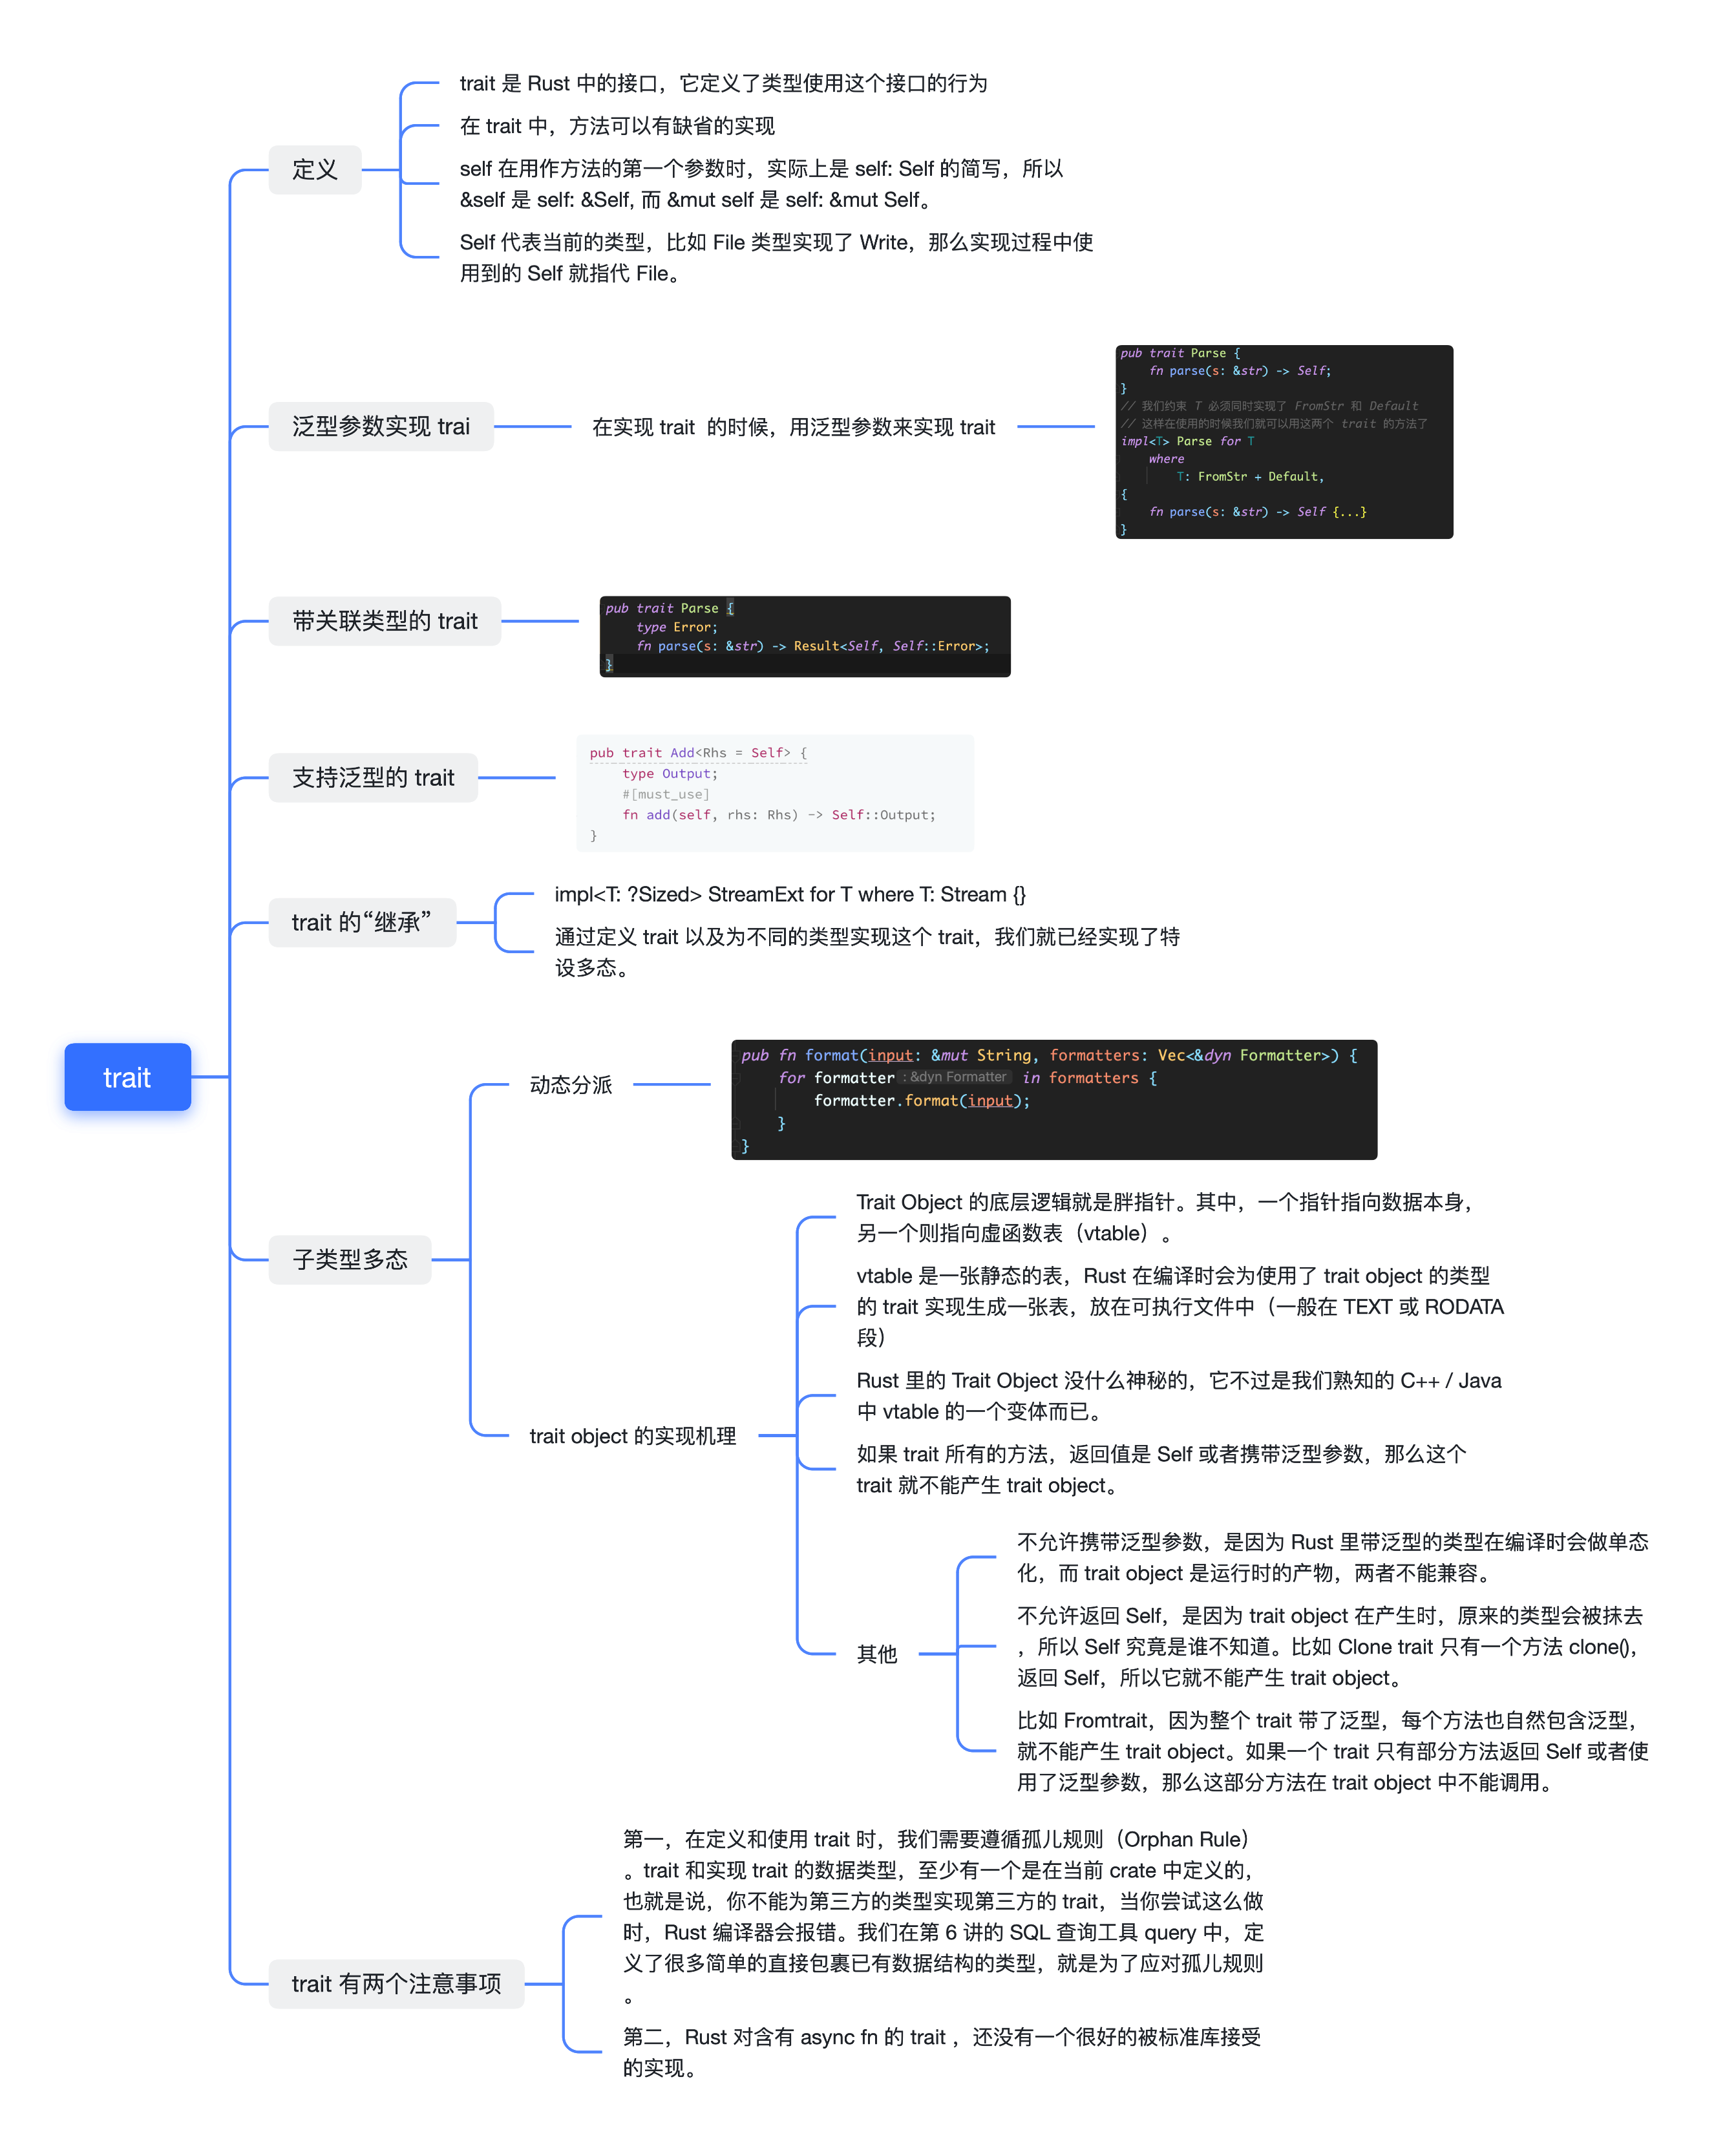 trait
定义
trait 是 Rust 中的接口，它定义了类型使用这个接口的行为
在 trait 中，方法可以有缺省的实现
self 在用作方法的第一个参数时，实际上是 self: Self 的简写，所以
&self 是 self: &Self, 而 &mut self 是 self: &mut Self。
Self 代表当前的类型，比如 File 类型实现了 Write，那么实现过程中使
用到的 Self 就指代 File。
泛型参数实现 trai
在实现 trait 的时候，用泛型参数来实现 trait
pub trait Parse {
    fn parse(s: &str) -> Self;
}
// 我们约束 T 必须同时实现了 FromStr 和 Default
// 这样在使用的时候我们就可以用这两个 trait 的方法了
impl<T> Parse for T
    where
        T: FromStr + Default,
{
    fn parse(s: &str) -> Self {...}
}
带关联类型的 trait
pub trait Parse {
    type Error;
    fn parse(s: &str) -> Result<Self, Self::Error>;
}
支持泛型的 trait
pub trait Add<Rhs = Self> {
    type Output;
    #[must_use]
    fn add(self, rhs: Rhs) -> Self::Output;
}
trait 的“继承”
impl<T: ?Sized> StreamExt for T where T: Stream {}
通过定义 trait 以及为不同的类型实现这个 trait，我们就已经实现了特
设多态。
子类型多态
动态分派
pub fn format(input: &mut String, formatters: Vec<&dyn Formatter>) {
    for formatter : &dyn Formatter in formatters {
        formatter.format(input);
    }
}
trait object 的实现机理
Trait Object 的底层逻辑就是胖指针。其中，一个指针指向数据本身，
另一个则指向虚函数表（vtable）。
vtable 是一张静态的表，Rust 在编译时会为使用了 trait object 的类型
的 trait 实现生成一张表，放在可执行文件中（一般在 TEXT 或 RODATA
段）
Rust 里的 Trait Object 没什么神秘的，它不过是我们熟知的 C++ / Java
中 vtable 的一个变体而已。
如果 trait 所有的方法，返回值是 Self 或者携带泛型参数，那么这个
trait 就不能产生 trait object。
其他
不允许携带泛型参数，是因为 Rust 里带泛型的类型在编译时会做单态
化，而 trait object 是运行时的产物，两者不能兼容。
不允许返回 Self，是因为 trait object 在产生时，原来的类型会被抹去
，所以 Self 究竟是谁不知道。比如 Clone trait 只有一个方法 clone()，
返回 Self，所以它就不能产生 trait object。
比如 Fromtrait，因为整个 trait 带了泛型，每个方法也自然包含泛型，
就不能产生 trait object。如果一个 trait 只有部分方法返回 Self 或者使
用了泛型参数，那么这部分方法在 trait object 中不能调用。
trait 有两个注意事项
第一，在定义和使用 trait 时，我们需要遵循孤儿规则（Orphan Rule）
。trait 和实现 trait 的数据类型，至少有一个是在当前 crate 中定义的，
也就是说，你不能为第三方的类型实现第三方的 trait，当你尝试这么做
时，Rust 编译器会报错。我们在第 6 讲的 SQL 查询工具 query 中，定
义了很多简单的直接包裹已有数据结构的类型，就是为了应对孤儿规则
。
第二，Rust 对含有 async fn 的 trait ，还没有一个很好的被标准库接受
的实现。